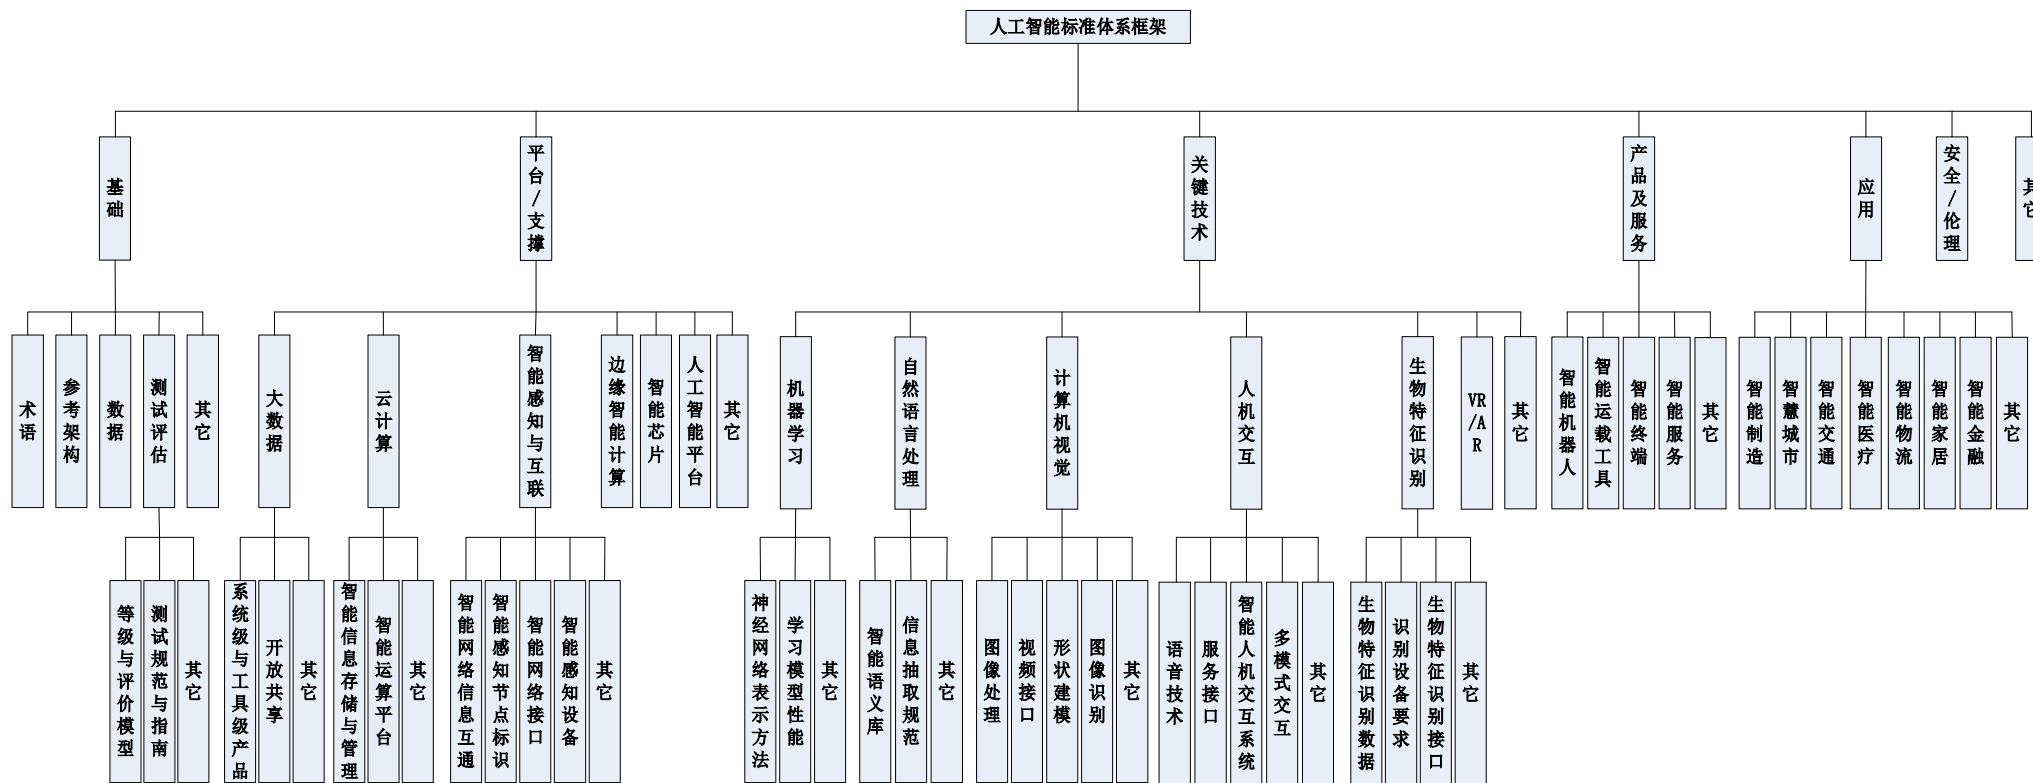 人工智能标准体系框架
基础
平台/支撑
关键技术
产品及服务
应用
安全/伦理
其它
术语
参考架构
数据
测试评估
其它
大数据
云计算
智能感知与互联
边缘智能计算
智能芯片
人工智能平台
其它
机器学习
自然语言处理
计算机视觉
人机交互
生物特征识别
VR/AR
其它
智能机器人
智能运载工具
智能终端
智能服务
其它
智能制造
智慧城市
智能交通
智能医疗
智能物流
智能家居
智能金融
其它
等级与评价模型
测试规范与指南
其它
系统级与工具级产品
开放共享
其它
智能信息存储与管理
智能运算平台
其它
智能网络信息互通
智能感知节点标识
智能网络接口
智能感知设备
其它
神经网络表示方法
学习模型性能
其它
智能语义库
信息抽取规范
其它
图像处理
视频接口
形状建模
图像识别
其它
语音技术
服务接口
智能人机交互系统
多模式交互
其它
生物特征识别数据
识别设备要求
生物特征识别接口
其它